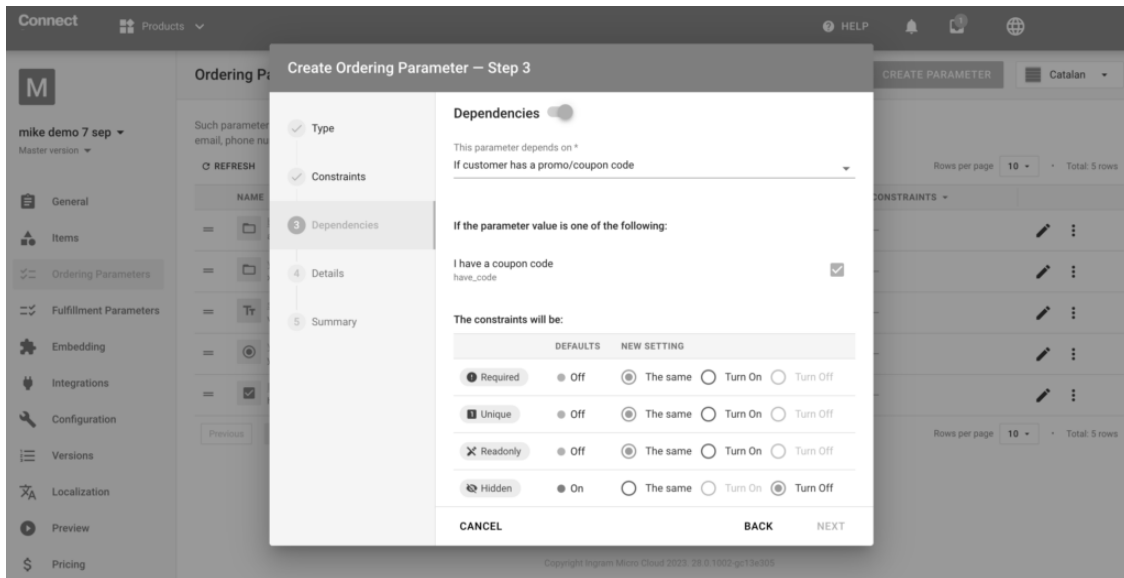 Connect
Products
HELP
1
M
mike demo 7 sep
Master version
General
Items
Ordering Parameters
Fulfillment Parameters
Embedding
Integrations
Configuration
Versions
Localization
Preview
Pricing
Ordering Pa
CREATE PARAMETER
Catalan
Such parameter
email, phone nu
REFRESH
Rows per page 10 • Total: 5 rows
NAME
CONSTRAINTS
Tт
Previous
Rows per page 10 • Total: 5 rows
Create Ordering Parameter — Step 3
Type
Constraints
3 Dependencies
4 Details
5 Summary
Dependencies
This parameter depends on *
If customer has a promo/coupon code
If the parameter value is one of the following:
I have a coupon code
have_code
The constraints will be:
DEFAULTS NEW SETTING
Required Off The same Turn On Turn Off
Unique Off The same Turn On Turn Off
Readonly Off The same Turn On Turn Off
Hidden On The same Turn On Turn Off
CANCEL BACK NEXT
Copyright Ingram Micro Cloud 2023. 28.0.1002-gc13e305